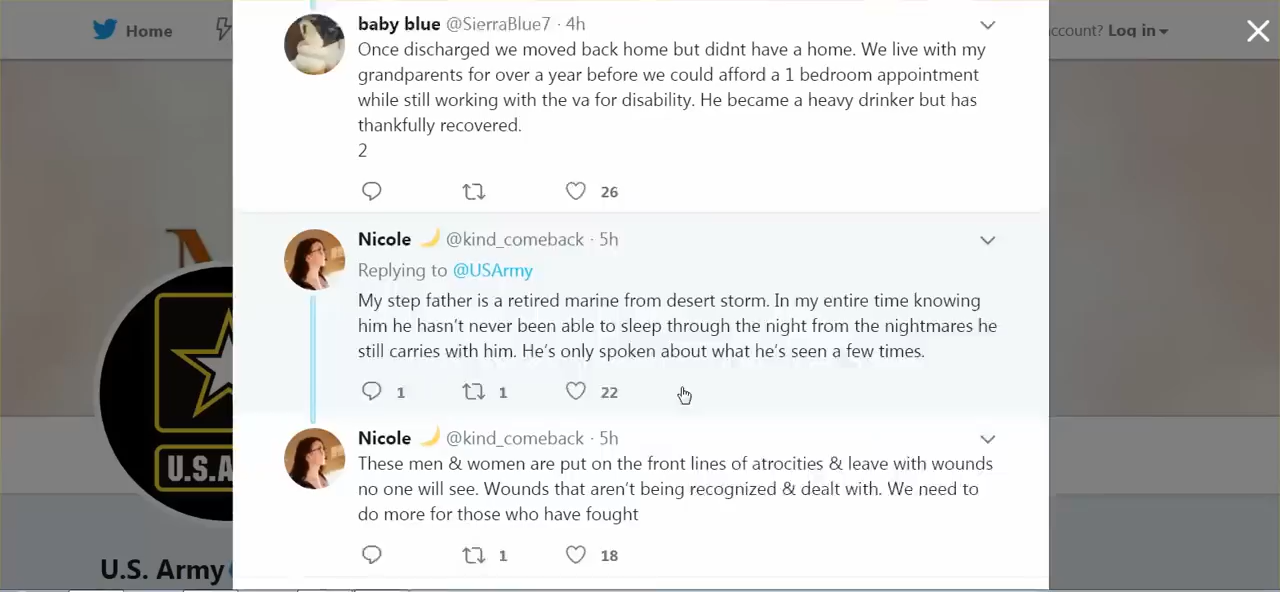 Home
ccount? Log in
baby blue @SierraBlue7 · 4h
Once discharged we moved back home but didnt have a home. We live with my
grandparents for over a year before we could afford a 1 bedroom appointment
while still working with the va for disability. He became a heavy drinker but has
thankfully recovered.
2
26
Nicole 🌙 @kind_comeback · 5h
Replying to @USArmy
My step father is a retired marine from desert storm. In my entire time knowing
him he hasn't never been able to sleep through the night from the nightmares he
still carries with him. He's only spoken about what he's seen a few times.
1 1 22
Nicole 🌙 @kind_comeback · 5h
These men & women are put on the front lines of atrocities & leave with wounds
no one will see. Wounds that aren't being recognized & dealt with. We need to
do more for those who have fought
1 18
U.S.A
U.S. Army